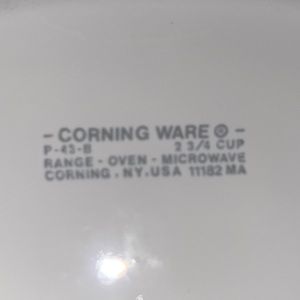 - CORNING WARE ® -
P-43-B 2 3/4 CUP
RANGE - OVEN - MICROWAVE
CORNING, NY, USA 11182 MA